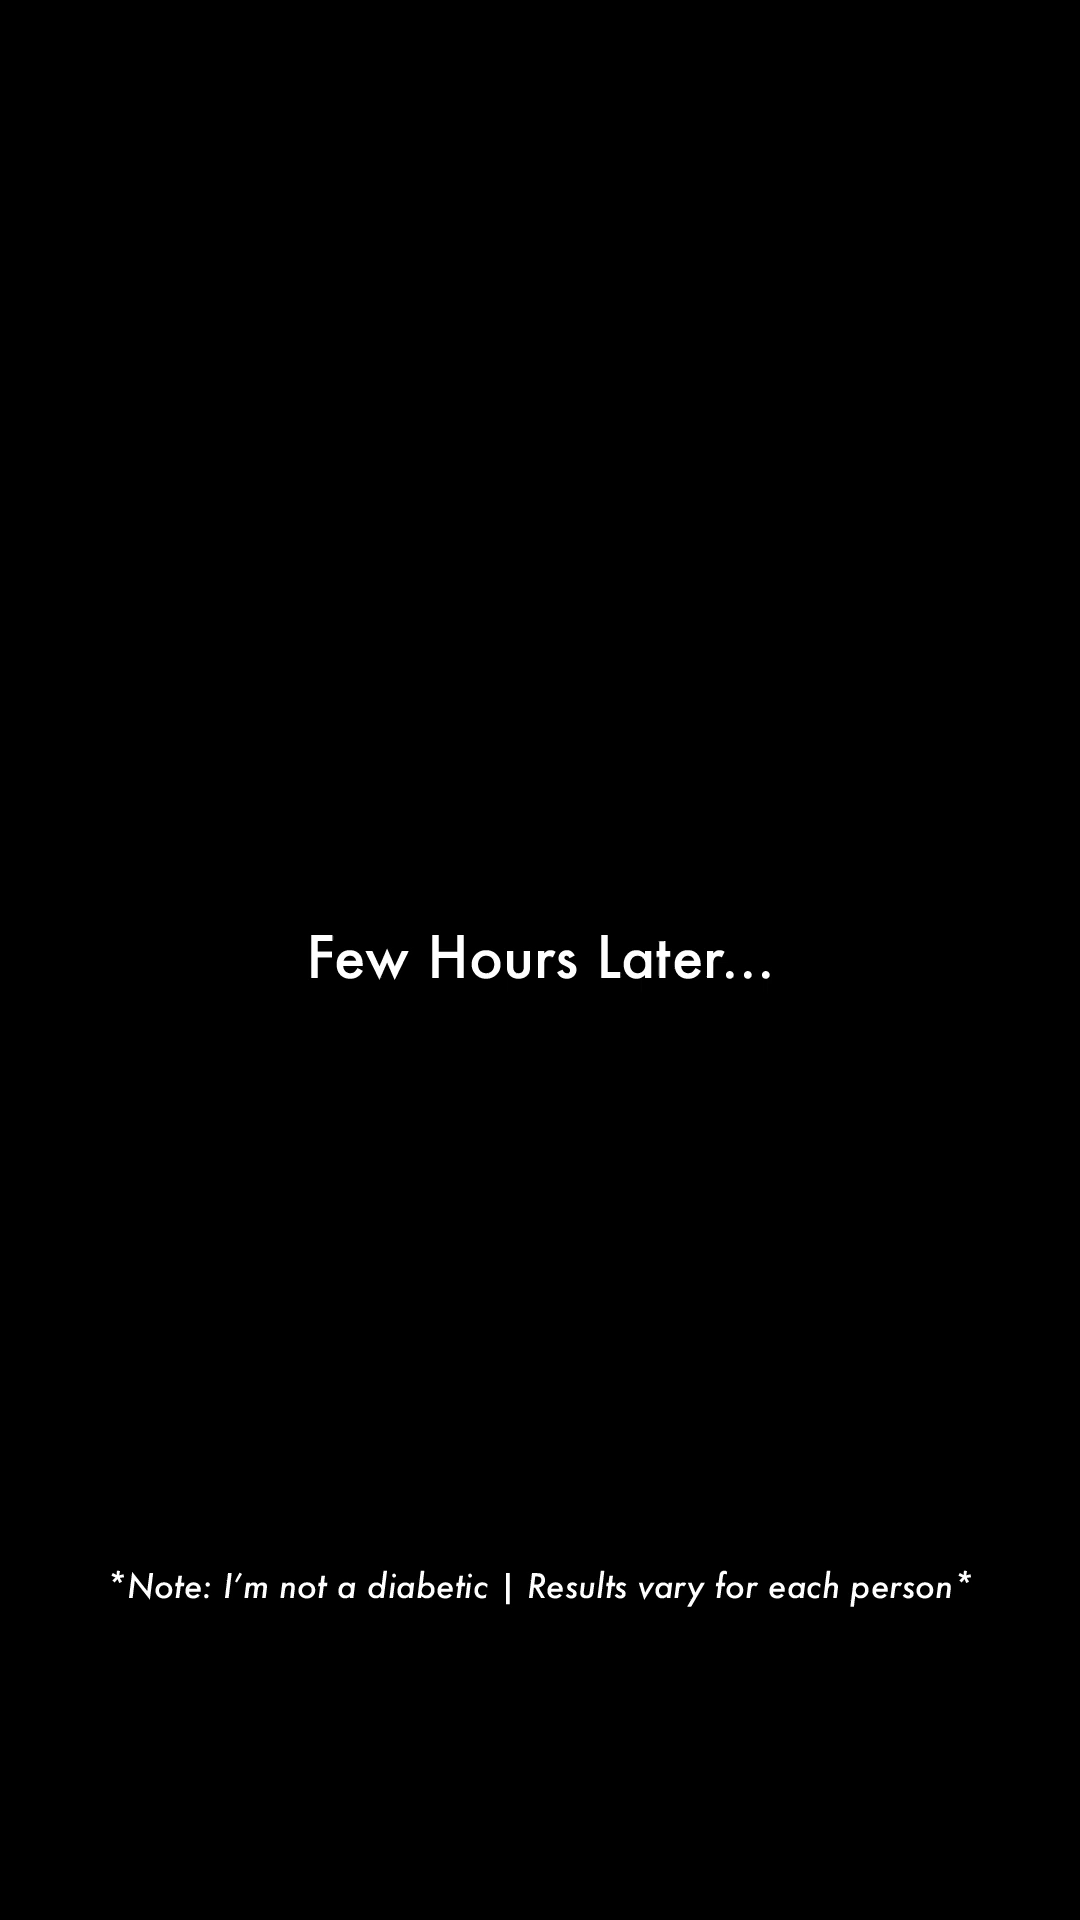 Few Hours Later...
*Note: I’m not a diabetic | Results vary for each person*